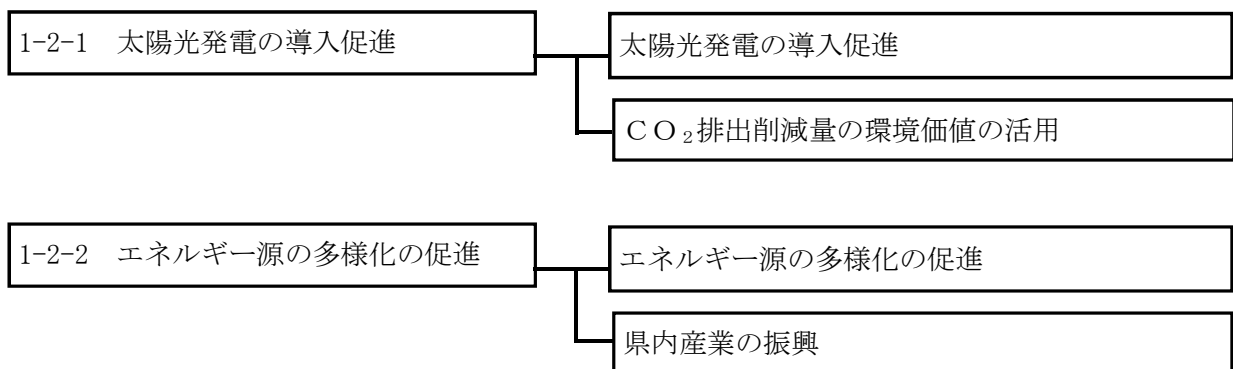 1-2-1　太陽光発電の導入促進
太陽光発電の導入促進
ＣＯ₂排出削減量の環境価値の活用
1-2-2　エネルギー源の多様化の促進
エネルギー源の多様化の促進
県内産業の振興